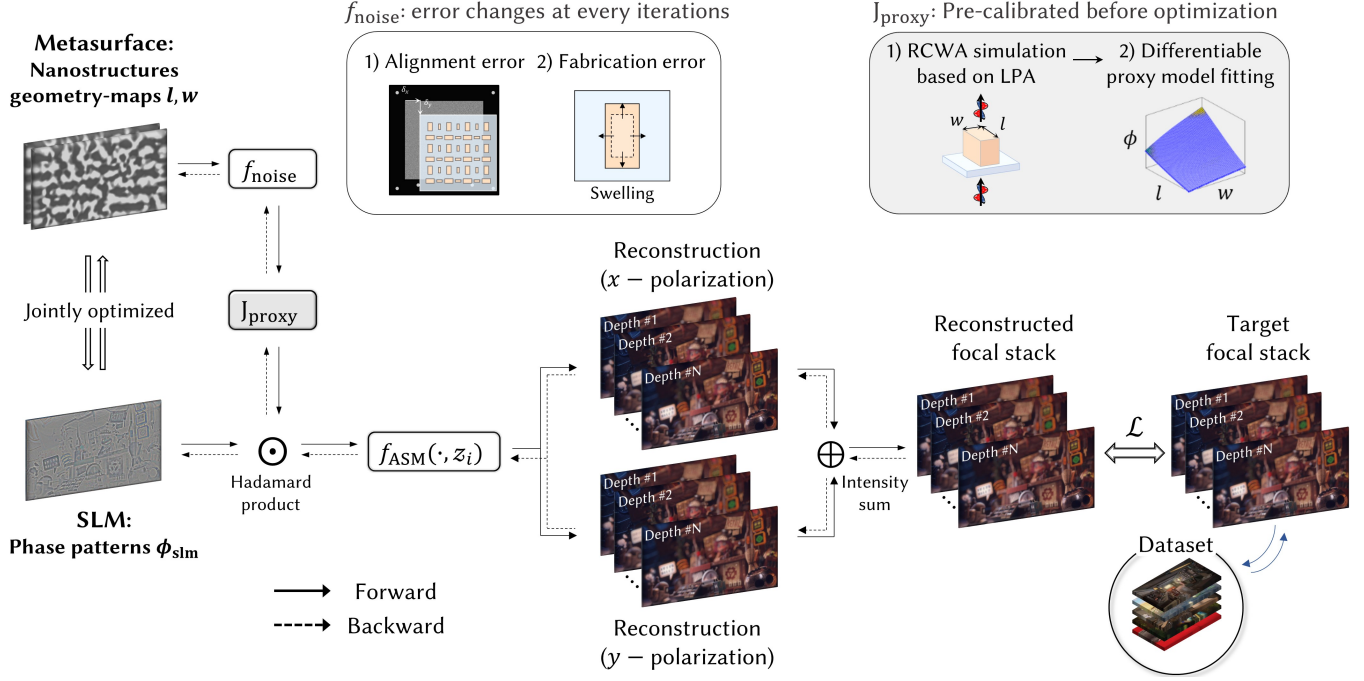 f_noise: error changes at every iterations
1) Alignment error
2) Fabrication error
δ_x
δ_y
Swelling
J_proxy: Pre-calibrated before optimization
1) RCWA simulation
based on LPA
2) Differentiable
proxy model fitting
w
l
ϕ
l
w
Metasurface:
Nanostructures
geometry-maps l, w
f_noise
Jointly optimized
J_proxy
SLM:
Phase patterns ϕ_slm
Hadamard
product
f_ASM(·, z_i)
Reconstruction
(x − polarization)
Depth #1
Depth #2
Depth #N
Depth #1
Depth #2
Depth #N
Reconstruction
(y − polarization)
Intensity
sum
Reconstructed
focal stack
Depth #1
Depth #2
Depth #N
ℒ
Target
focal stack
Depth #1
Depth #2
Depth #N
Dataset
Forward
Backward